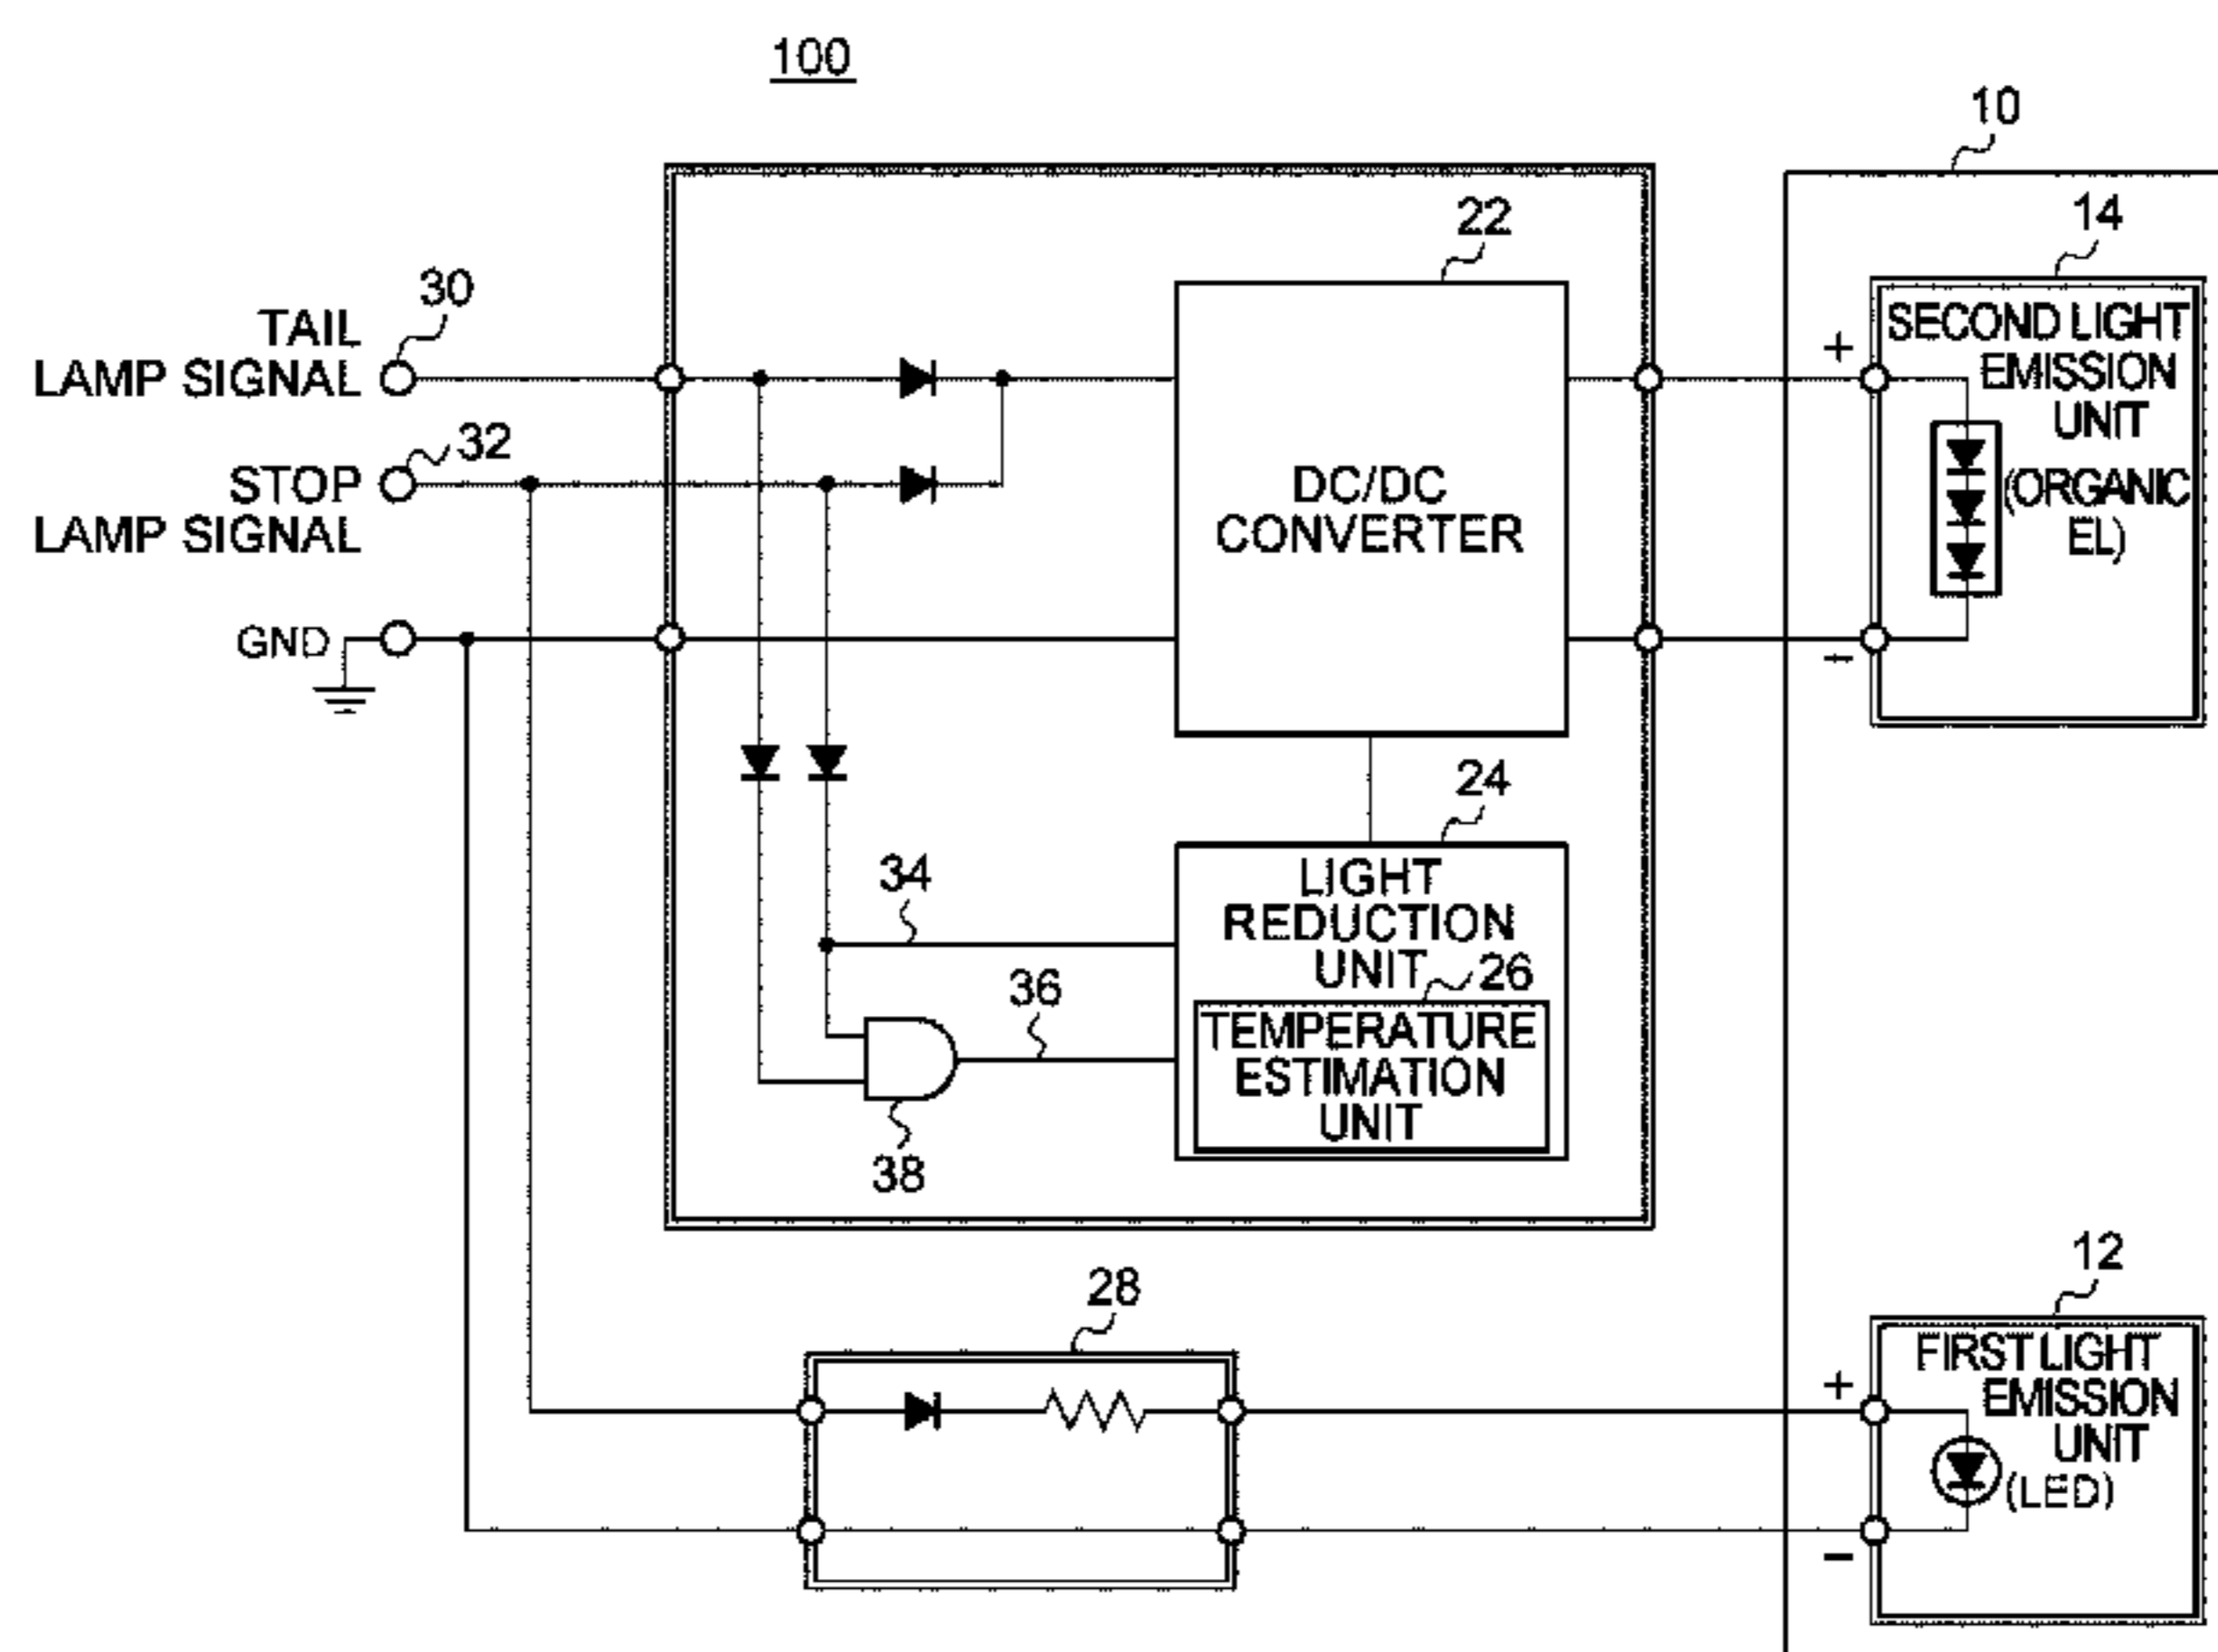 100
10
22
14
30
TAIL
LAMP SIGNAL
32
STOP
LAMP SIGNAL
GND
DC/DC
CONVERTER
+
SECOND LIGHT
EMISSION
UNIT
(ORGANIC
EL)
−
24
34
LIGHT
REDUCTION
UNIT
26
36
TEMPERATURE
ESTIMATION
UNIT
38
28
12
+
FIRST LIGHT
EMISSION
UNIT
(LED)
−